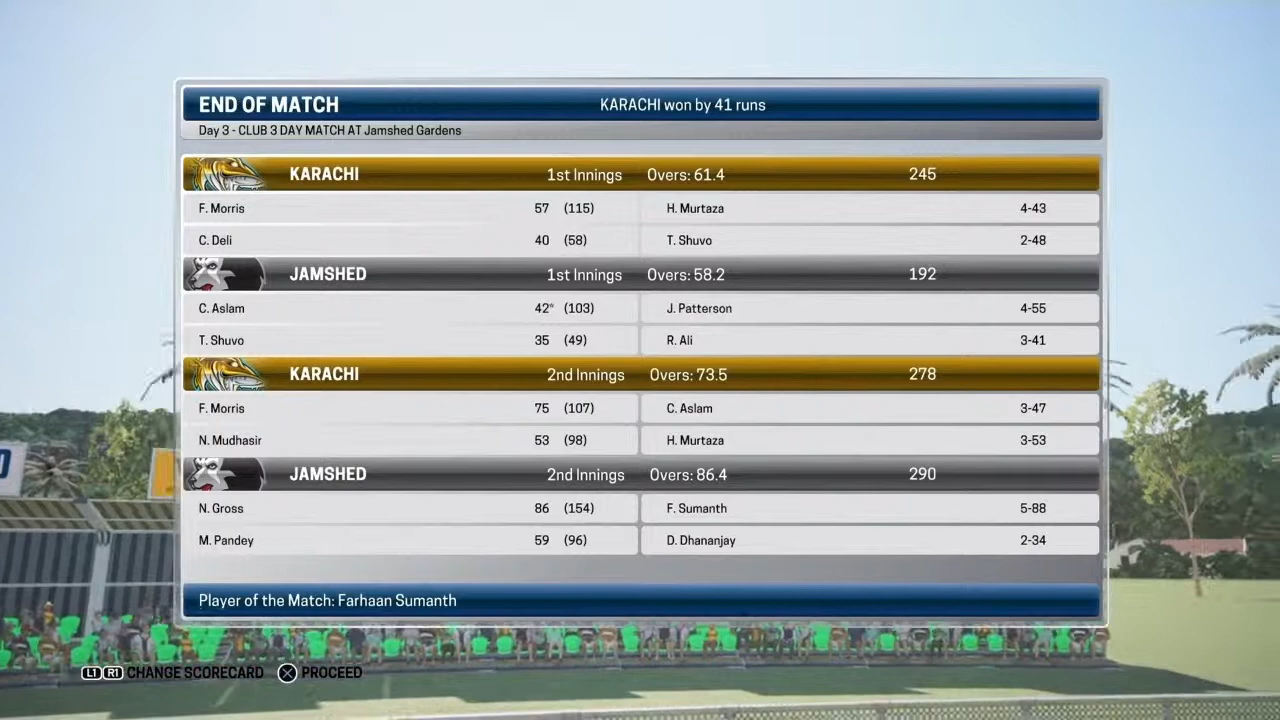 END OF MATCH KARACHI won by 41 runs
Day 3 - CLUB 3 DAY MATCH AT Jamshed Gardens
KARACHI 1st Innings Overs: 61.4 245
F. Morris 57 (115) H. Murtaza 4-43
C. Deli 40 (58) T. Shuvo 2-48
JAMSHED 1st Innings Overs: 58.2 192
C. Aslam 42* (103) J. Patterson 4-55
T. Shuvo 35 (49) R. Ali 3-41
KARACHI 2nd Innings Overs: 73.5 278
F. Morris 75 (107) C. Aslam 3-47
N. Mudhasir 53 (98) H. Murtaza 3-53
JAMSHED 2nd Innings Overs: 86.4 290
N. Gross 86 (154) F. Sumanth 5-88
M. Pandey 59 (96) D. Dhananjay 2-34
Player of the Match: Farhaan Sumanth
L1 R1 CHANGE SCORECARD PROCEED